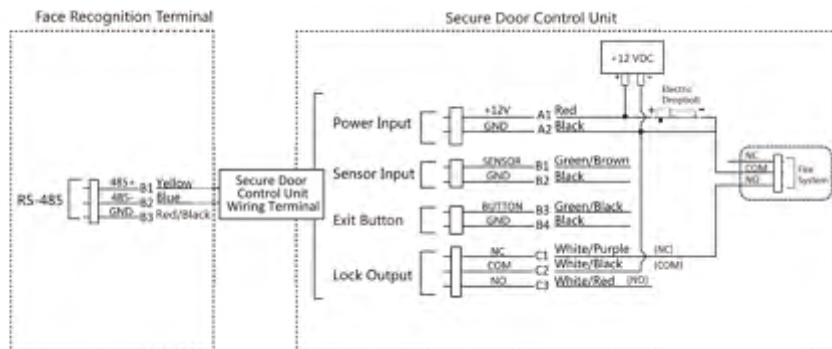 Face Recognition Terminal
Secure Door Control Unit
+12 VDC
+ -
Electric
Dropbolt
+ -
Power Input
+12V A1 Red
GND A2 Black
NC
COM
NO
Fire
System
Sensor Input
SENSOR B1 Green/Brown
GND B2 Black
RS-485
485+ B1 Yellow
485- B2 Blue
GND B3 Red/Black
Secure Door
Control Unit
Wiring Terminal
Exit Button
BUTTON B3 Green/Black
GND B4 Black
Lock Output
NC C1 White/Purple (NC)
COM C2 White/Black (COM)
NO C3 White/Red (NO)